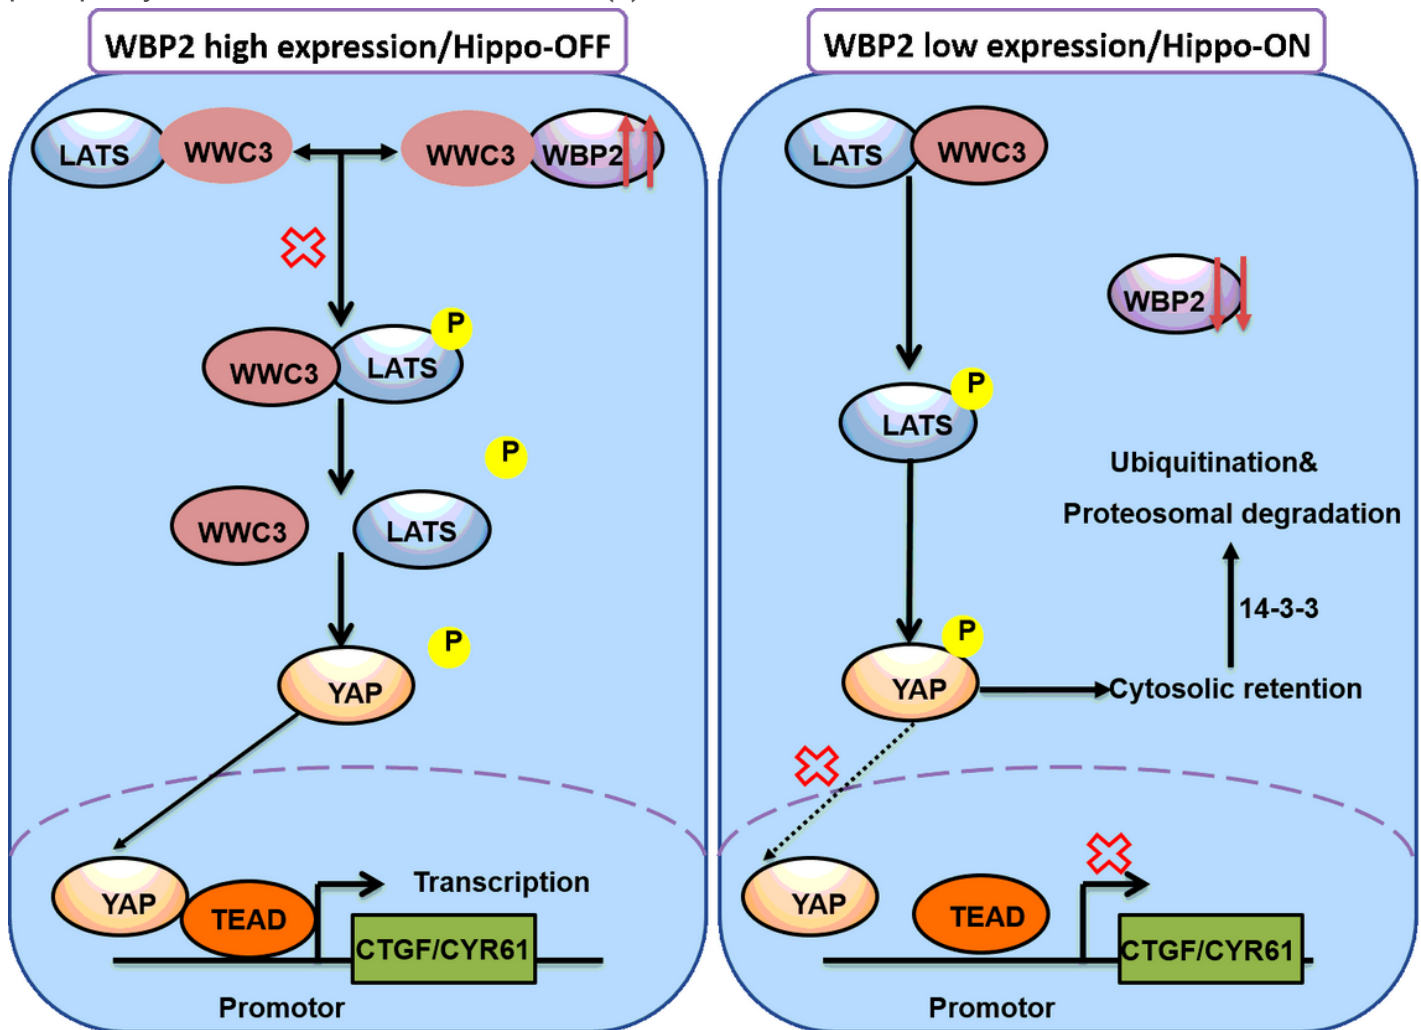 WBP2 high expression/Hippo-OFF
LATS
WWC3
WWC3
WBP2
P
WWC3
LATS
P
WWC3
LATS
P
YAP
YAP
TEAD
Transcription
CTGF/CYR61
Promotor
WBP2 low expression/Hippo-ON
LATS
WWC3
WBP2
P
LATS
Ubiquitination&
Proteosomal degradation
14-3-3
P
YAP
Cytosolic retention
YAP
TEAD
CTGF/CYR61
Promotor